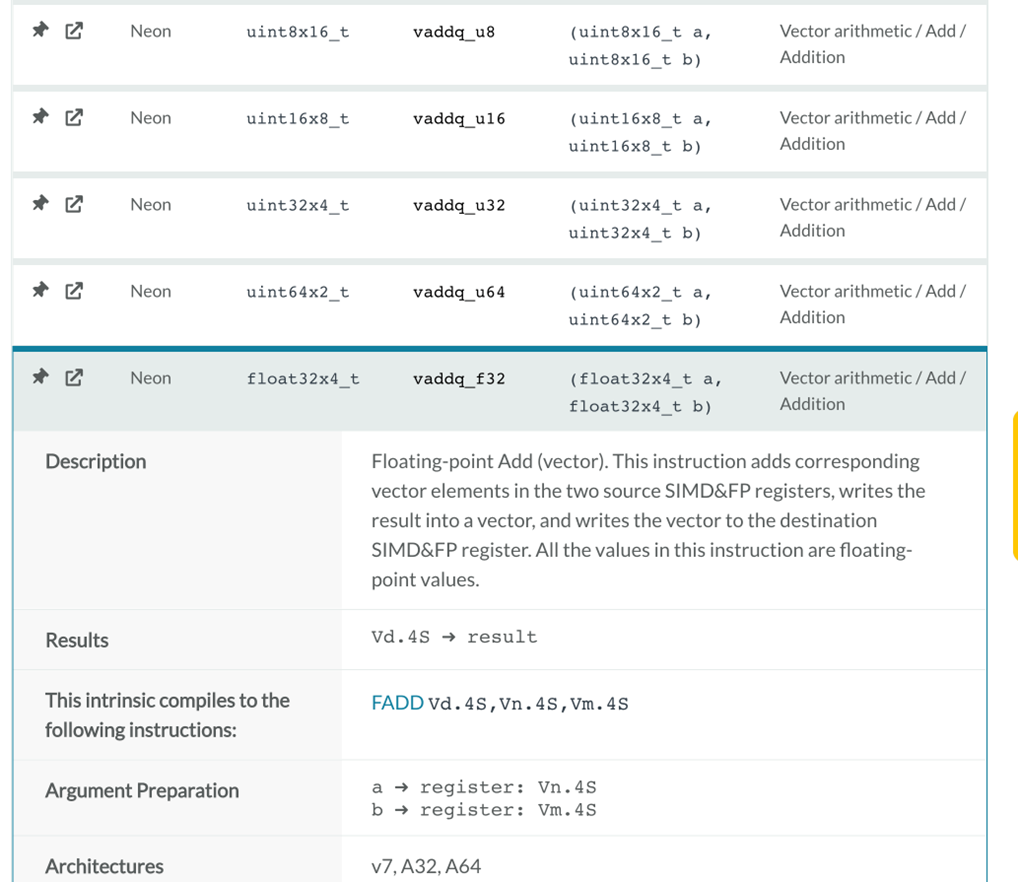 Neon uint8x16_t vaddq_u8 (uint8x16_t a, Vector arithmetic / Add /
uint8x16_t b) Addition
Neon uint16x8_t vaddq_u16 (uint16x8_t a, Vector arithmetic / Add /
uint16x8_t b) Addition
Neon uint32x4_t vaddq_u32 (uint32x4_t a, Vector arithmetic / Add /
uint32x4_t b) Addition
Neon uint64x2_t vaddq_u64 (uint64x2_t a, Vector arithmetic / Add /
uint64x2_t b) Addition
Neon float32x4_t vaddq_f32 (float32x4_t a, Vector arithmetic / Add /
float32x4_t b) Addition
Description Floating-point Add (vector). This instruction adds corresponding
vector elements in the two source SIMD&FP registers, writes the
result into a vector, and writes the vector to the destination
SIMD&FP register. All the values in this instruction are floating-
point values.
Results Vd.4S → result
This intrinsic compiles to the FADD Vd.4S,Vn.4S,Vm.4S
following instructions:
Argument Preparation a → register: Vn.4S
b → register: Vm.4S
Architectures v7, A32, A64